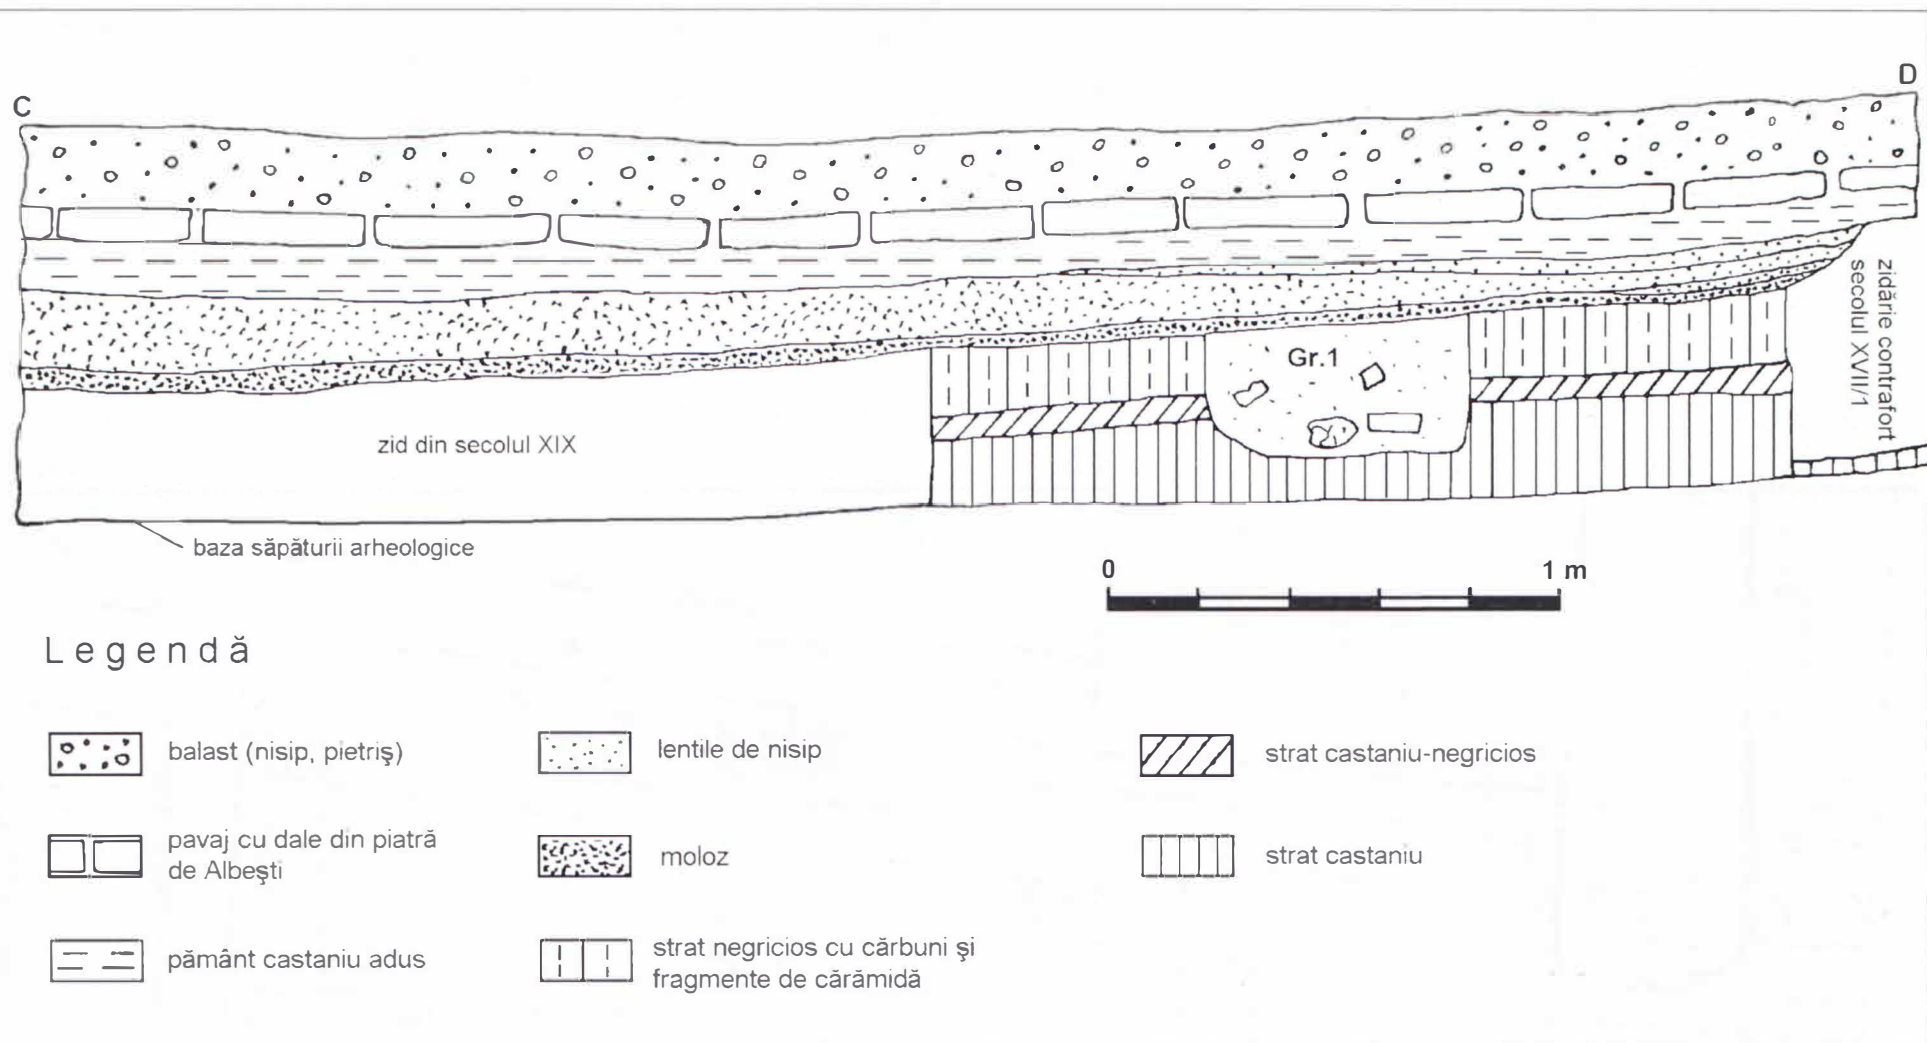 C
D
Gr.1
zidărie contrafort
secolul XVII/1
zid din secolul XIX
baza săpăturii arheologice
0
1 m
Legendă
balast (nisip, pietriş)
lentile de nisip
strat castaniu-negricios
pavaj cu dale din piatră
de Albeşti
moloz
strat castaniu
pământ castaniu adus
strat negricios cu cărbuni şi
fragmente de cărămidă